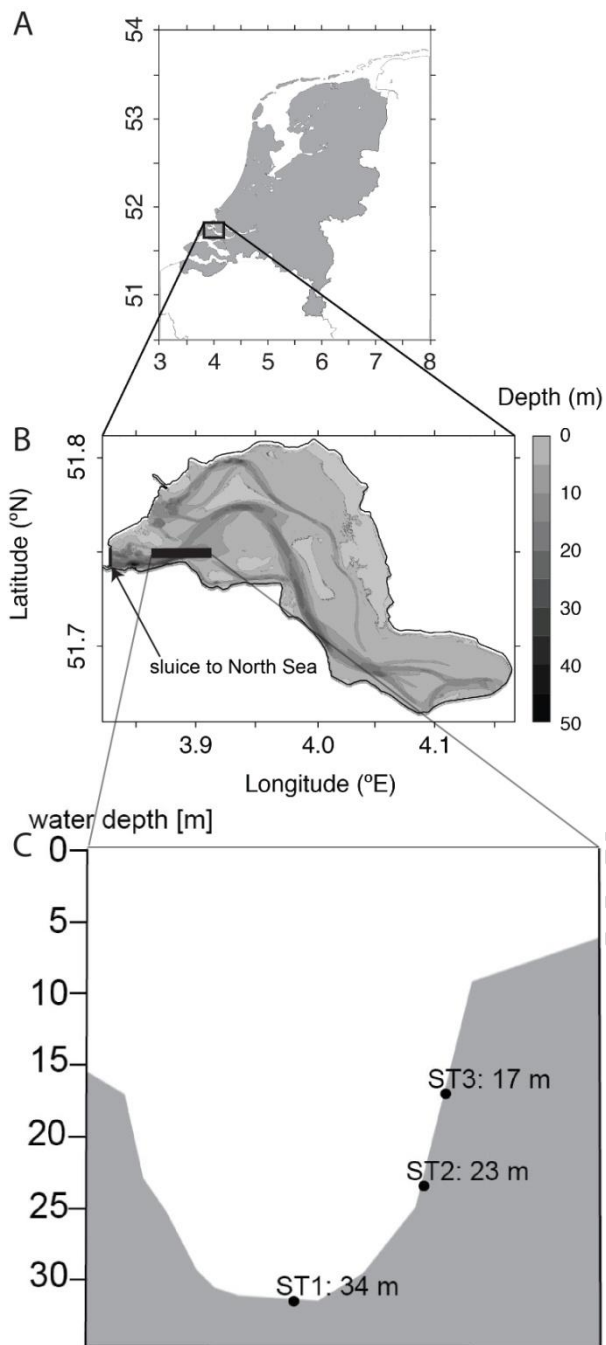 A
54
53
52
51
3 4 5 6 7 8
Depth (m)
B
51.8
51.7
Latitude (ºN)
sluice to North Sea
0
10
20
30
40
50
3.9 4.0 4.1
Longitude (ºE)
water depth [m]
C
0
5
10
15
20
25
30
ST3: 17 m
ST2: 23 m
ST1: 34 m